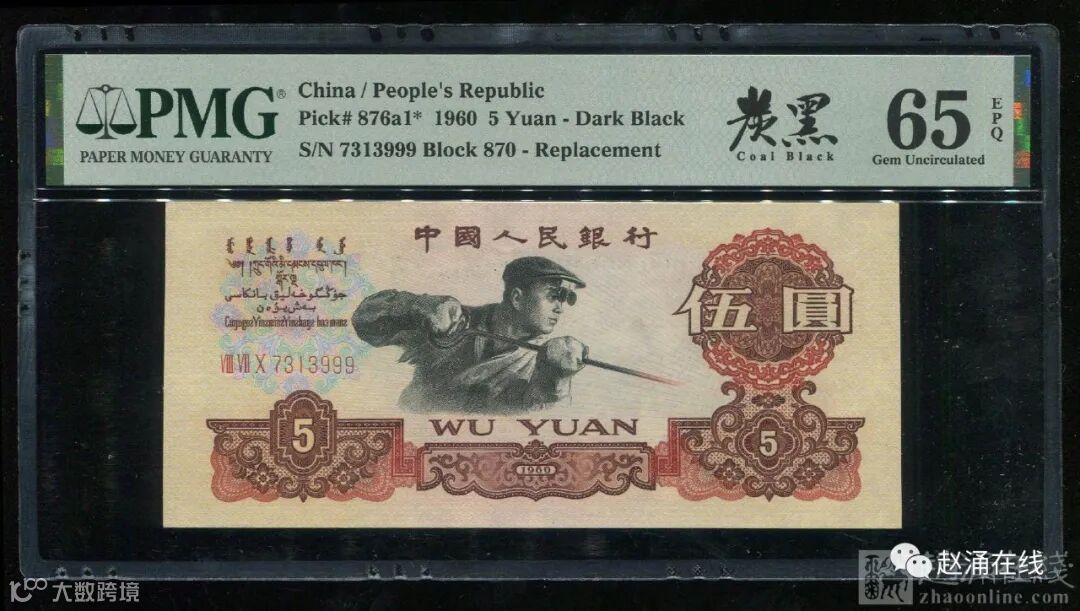 PMG®
PAPER MONEY GUARANTY
China / People's Republic
Pick# 876a1* 1960 5 Yuan - Dark Black
S/N 7313999 Block 870 - Replacement
炭黑
Coal Black
65
EPQ
Gem Uncirculated
中國人民銀行
伍圓
VIII VII X 7313999
5
WU YUAN
5
1960
大数跨境
赵涌在线
zhaoonline.com